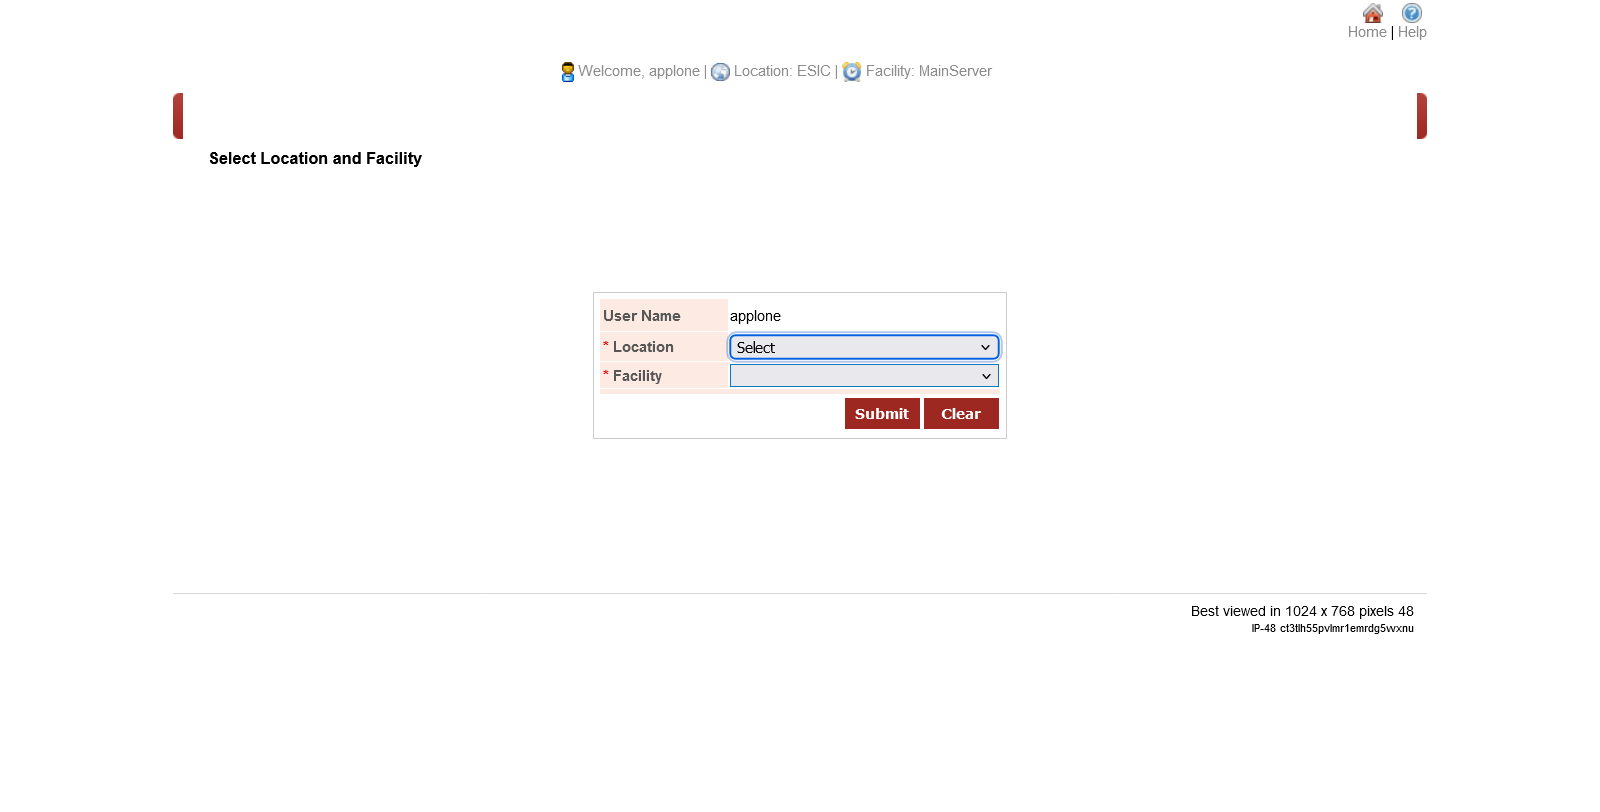 Home | Help
Welcome, applone | Location: ESIC | Facility: MainServer
Select Location and Facility
User Name applone
* Location Select
* Facility
Submit Clear
Best viewed in 1024 x 768 pixels 48
IP-48 ct3tlh55pvlmr1emrdg5wxnu